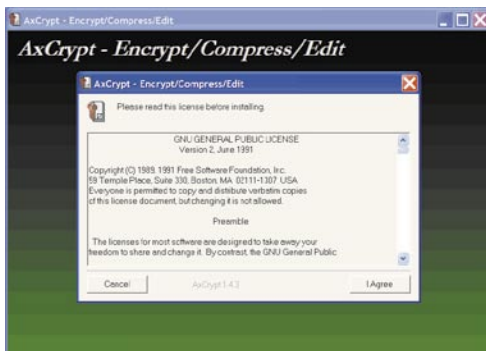 AxCrypt - Encrypt/Compress/Edit
AxCrypt - Encrypt/Compress/Edit
AxCrypt - Encrypt/Compress/Edit
Please read this license before installing.
GNU GENERAL PUBLIC LICENSE
Version 2, June 1991
Copyright (C) 1989, 1991 Free Software Foundation, Inc.
59 Temple Place, Suite 330, Boston, MA 02111-1307 USA
Everyone is permitted to copy and distribute verbatim copies
of this license document, but changing it is not allowed.
Preamble
The licenses for most software are designed to take away your
freedom to share and change it. By contrast, the GNU General Public
Cancel
AxCrypt 1.4.3
I Agree